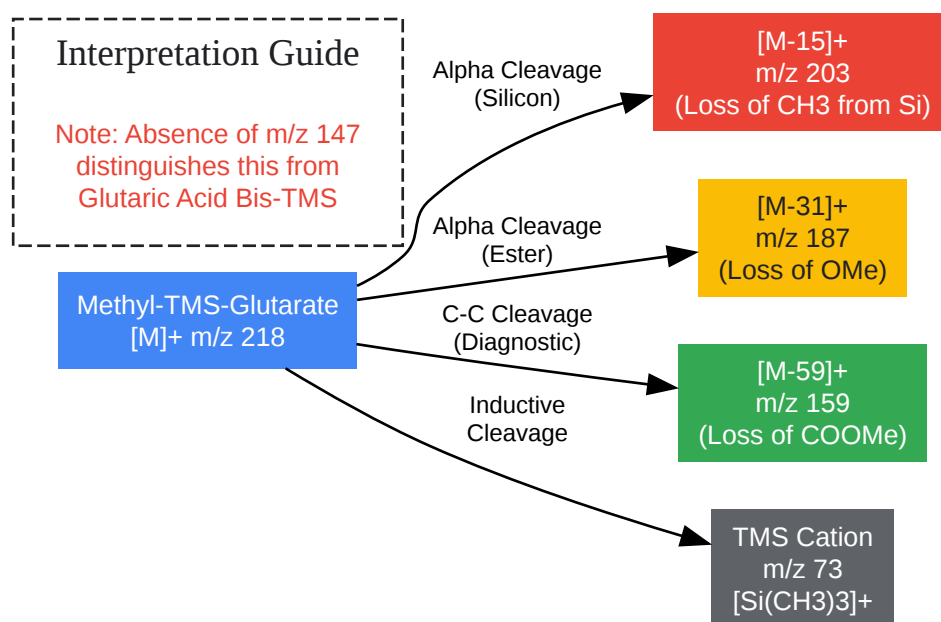 Interpretation Guide
Note: Absence of m/z 147
distinguishes this from
Glutaric Acid Bis-TMS
Methyl-TMS-Glutarate
[M]+ m/z 218
Alpha Cleavage
(Silicon)
[M-15]+
m/z 203
(Loss of CH3 from Si)
Alpha Cleavage
(Ester)
[M-31]+
m/z 187
(Loss of OMe)
C-C Cleavage
(Diagnostic)
[M-59]+
m/z 159
(Loss of COOMe)
Inductive
Cleavage
TMS Cation
m/z 73
[Si(CH3)3]+